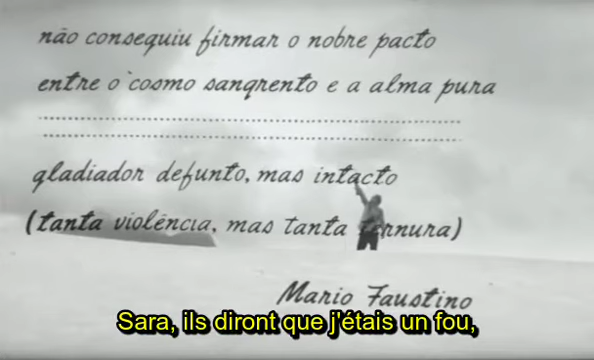 não conseguiu firmar o nobre pacto
entre o cosmo sangrento e a alma pura
........................................................................
........................................................................
gladiador defunto, mas intacto
(tanta violência, mas tanta ternura)
Mario Faustino
Sara, ils diront que j'étais un fou,